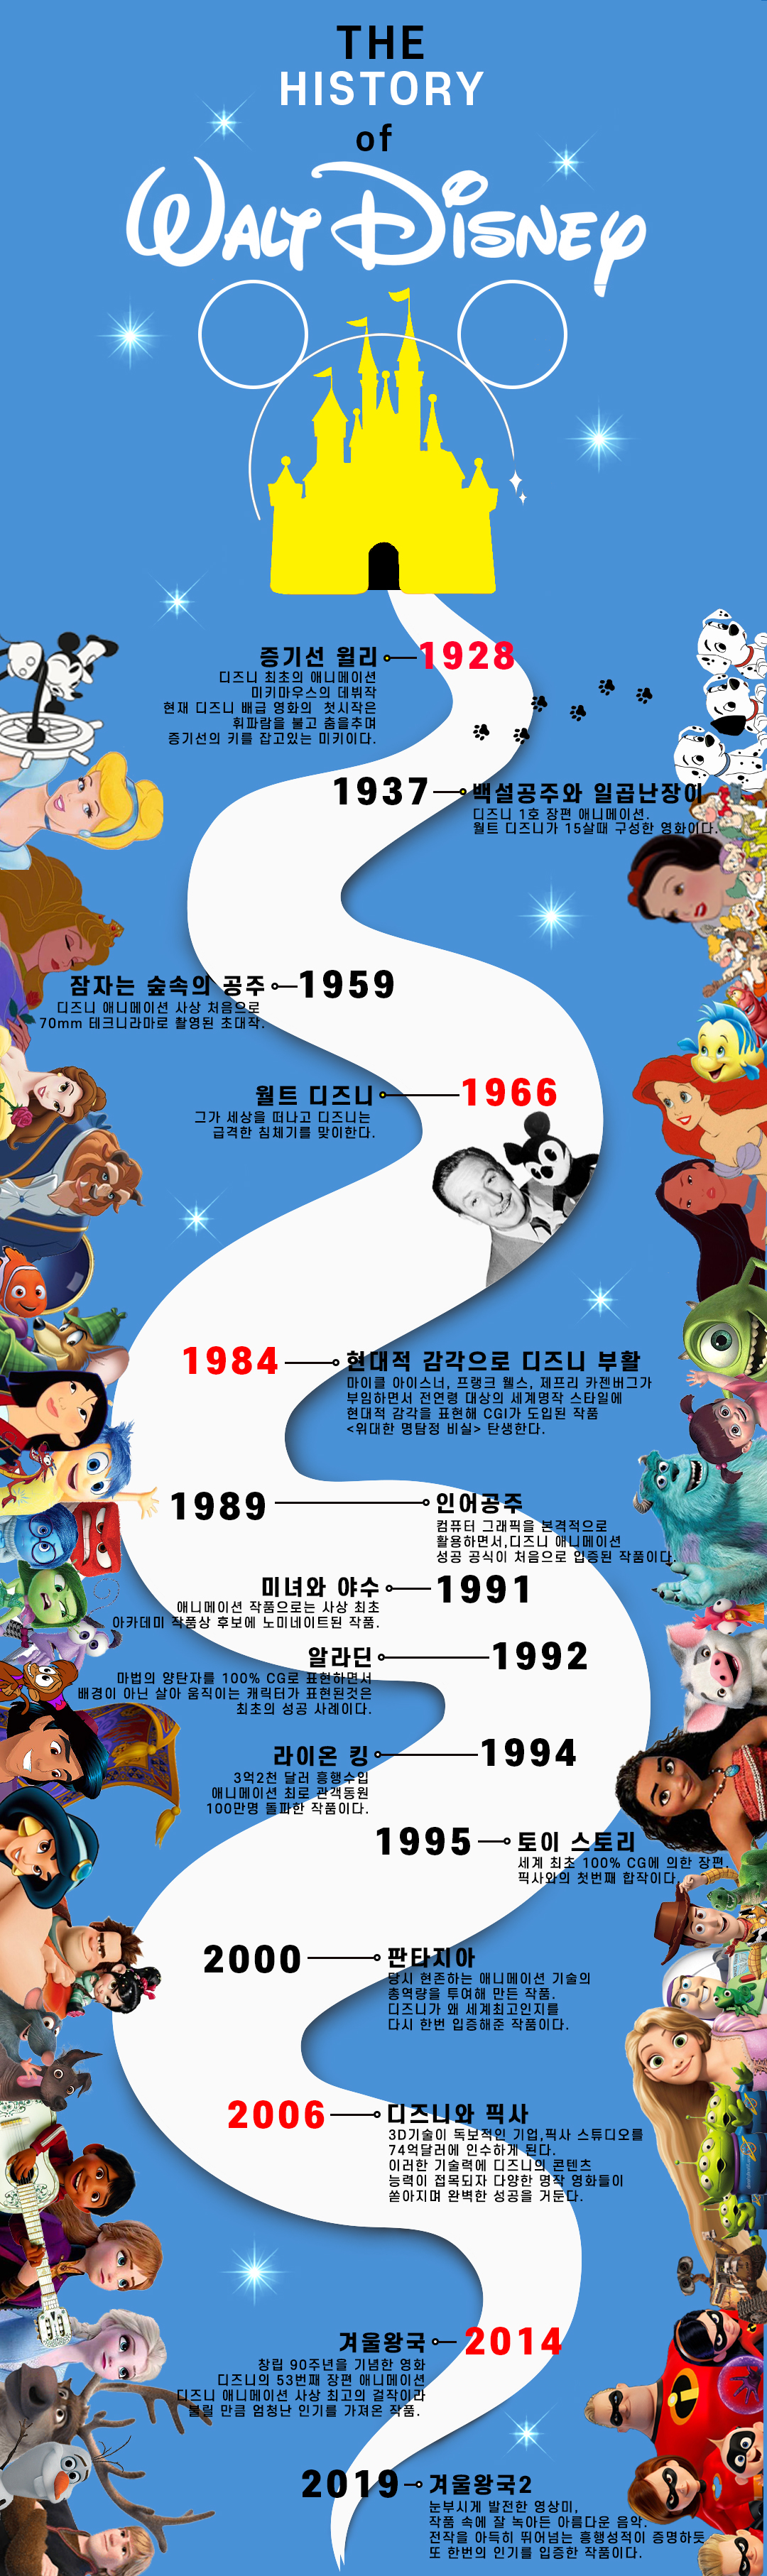 THE
HISTORY
of
WALT DISNEY
증기선 윌리
1928
디즈니 최초의 애니메이션
미키마우스의 데뷔작
현재 디즈니 배급 영화의 첫시작은
휘파람을 불고 춤을추며
증기선의 키를 잡고있는 미키이다.
1937
백설공주와 일곱난장이
디즈니 1호 장편 애니메이션.
월트 디즈니가 15살때 구성한 영화이다.
잠자는 숲속의 공주
1959
디즈니 애니메이션 사상 처음으로
70mm 테크니라마로 촬영된 초대작.
월트 디즈니
1966
그가 세상을 떠나고 디즈니는
급격한 침체기를 맞이한다.
1984
현대적 감각으로 디즈니 부활
마이클 아이스너, 프랭크 웰스, 제프리 카젠버그가
부임하면서 전연령 대상의 세계명작 스타일에
현대적 감각을 표현해 CGI가 도입된 작품
<위대한 명탐정 비실> 탄생한다.
1989
인어공주
컴퓨터 그래픽을 본격적으로
활용하면서,디즈니 애니메이션
성공 공식이 처음으로 입증된 작품이다.
미녀와 야수
1991
애니메이션 작품으로는 사상 최초
아카데미 작품상 후보에 노미네이트된 작품.
알라딘
1992
마법의 양탄자를 100% CG로 표현하면서
배경이 아닌 살아 움직이는 캐릭터가 표현된것은
최초의 성공 사례이다.
라이온 킹
1994
3억2천 달러 흥행수입
애니메이션 최로 관객동원
100만명 돌파한 작품이다.
1995
토이 스토리
세계 최초 100% CG에 의한 장편.
픽사와의 첫번째 합작이다.
2000
판타지아
당시 현존하는 애니메이션 기술의
총역량을 투여해 만든 작품.
디즈니가 왜 세계최고인지를
다시 한번 입증해준 작품이다.
2006
디즈니와 픽사
3D기술이 독보적인 기업,픽사 스튜디오를
74억달러에 인수하게 된다.
이러한 기술력에 디즈니의 콘텐츠
능력이 접목되자 다양한 명작 영화들이
쏟아지며 완벽한 성공을 거둔다.
겨울왕국
2014
창립 90주년을 기념한 영화
디즈니의 53번째 장편 애니메이션
디즈니 애니메이션 사상 최고의 걸작이라
불릴 만큼 엄청난 인기를 가져온 작품.
2019
겨울왕국2
눈부시게 발전한 영상미,
작품 속에 잘 녹아든 아름다운 음악.
전작을 아득히 뛰어넘는 흥행성적이 증명하듯
또 한번의 인기를 입증한 작품이다.